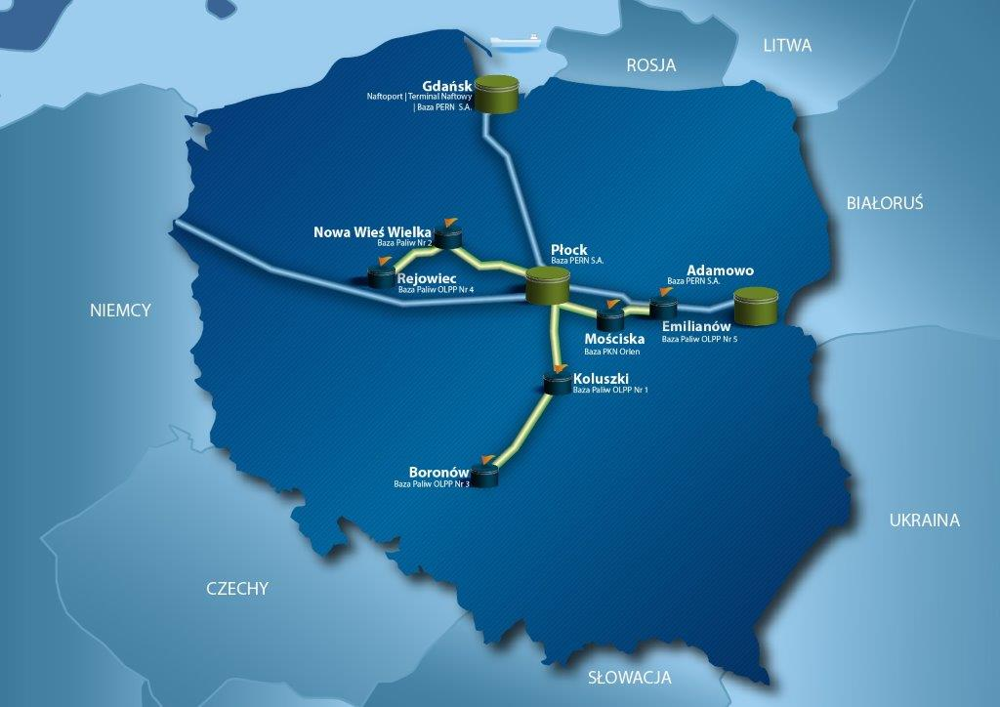 LITWA
ROSJA
Gdańsk
Naftoport | Terminal Naftowy
| Baza PERN S.A.
BIAŁORUŚ
Nowa Wieś Wielka
Baza Paliw Nr 2
Płock
Baza PERN S.A.
Adamowo
Baza PERN S.A.
Rejowiec
Baza Paliw OLPP Nr 4
NIEMCY
Emilianów
Baza Paliw OLPP Nr 5
Mościska
Baza PKN Orlen
Koluszki
Baza Paliw OLPP Nr 1
Boronów
Baza Paliw OLPP Nr 3
UKRAINA
CZECHY
SŁOWACJA